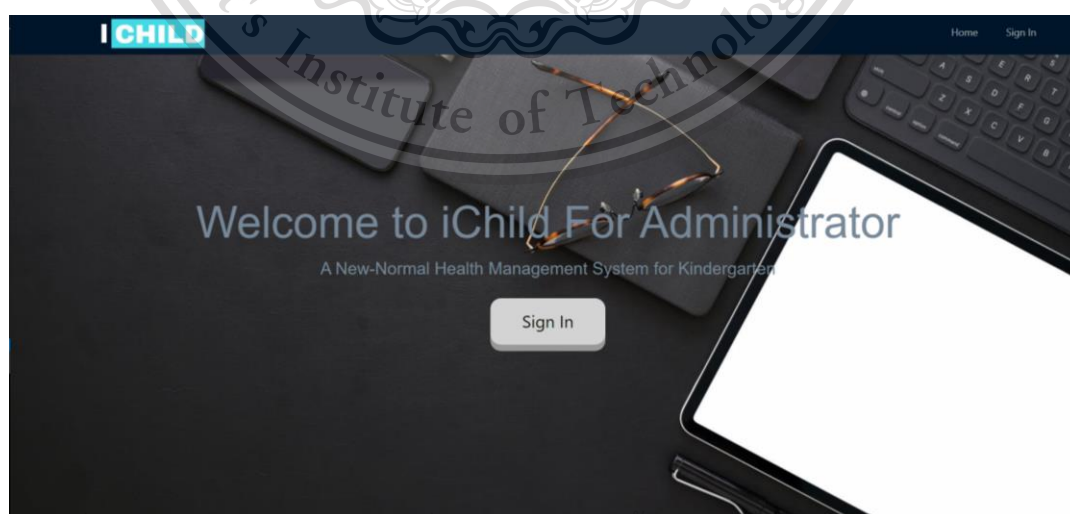 I CHILD
Home
Sign In
's Institute of Technolo
Welcome to iChild For Administrator
A New-Normal Health Management System for Kindergarten
Sign In